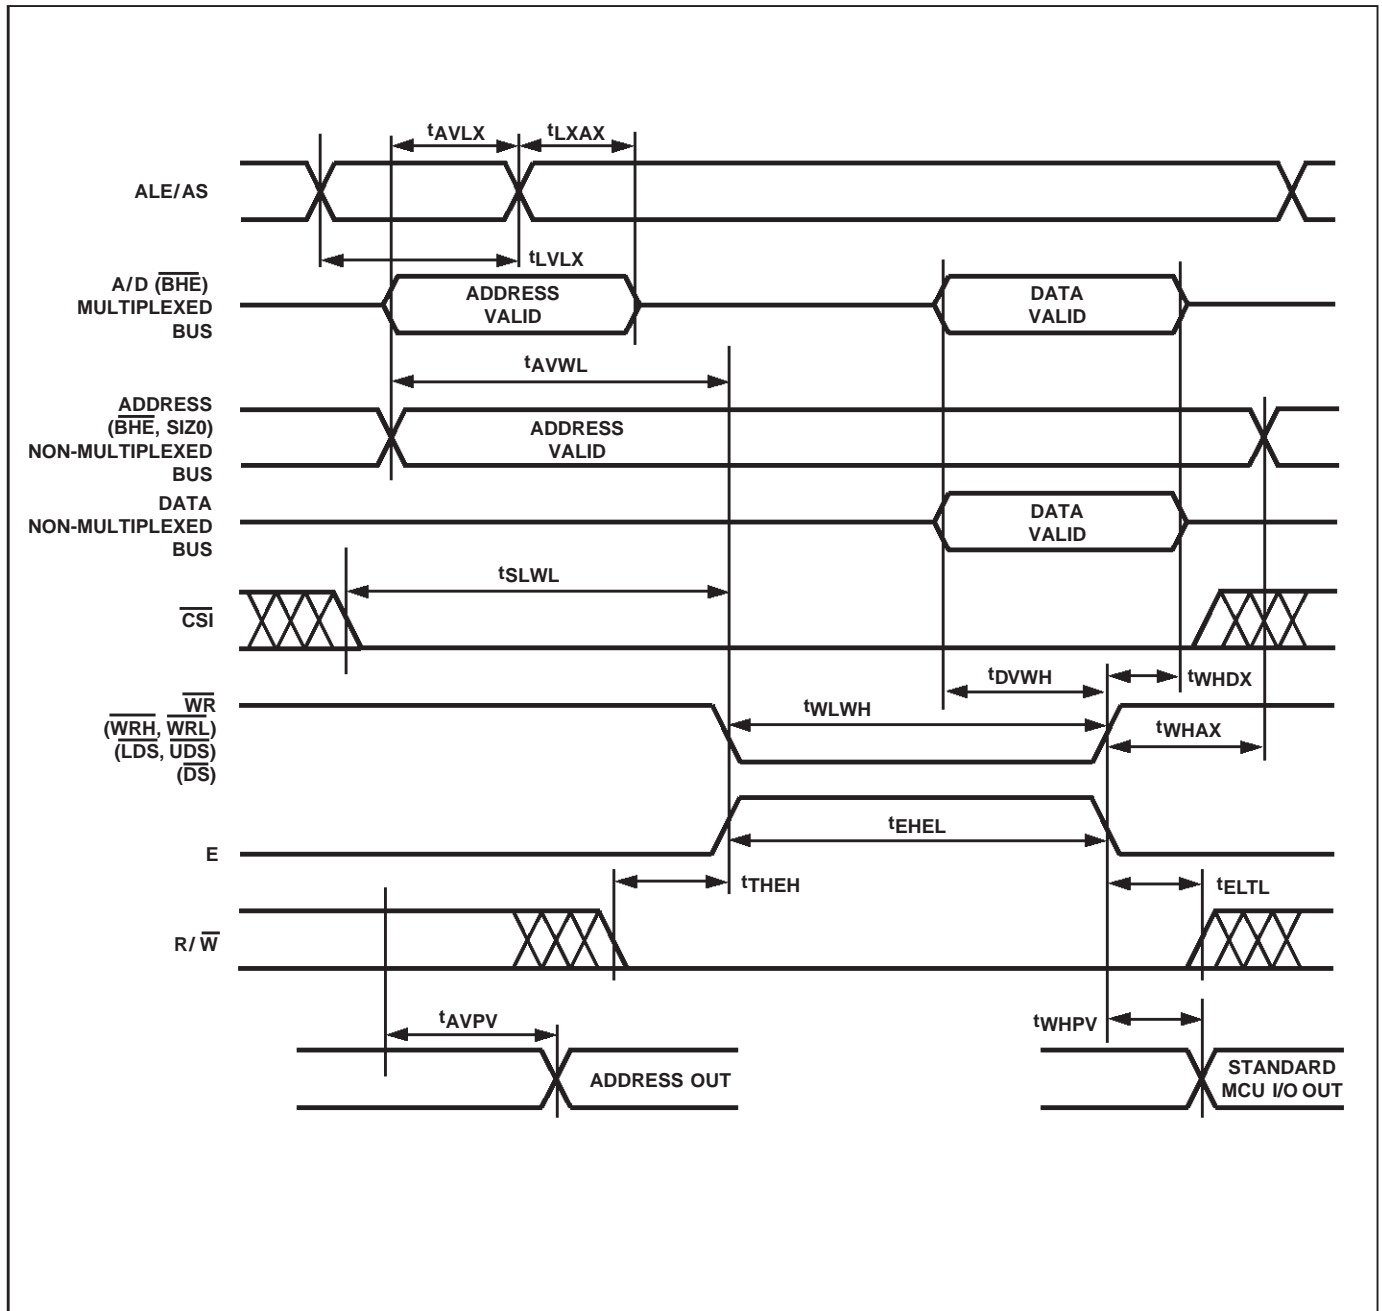 tAVLX
tLXAX
ALE/AS
tLVLX
A/D (BHE)
MULTIPLEXED
BUS
ADDRESS
VALID
DATA
VALID
tAVWL
ADDRESS
(BHE, SIZ0)
NON-MULTIPLEXED
BUS
ADDRESS
VALID
DATA
NON-MULTIPLEXED
BUS
DATA
VALID
tSLWL
CSI
tDVWH
tWHDX
WR
(WRH, WRL)
(LDS, UDS)
(DS)
tWLWH
tWHAX
tEHEL
E
tTHEH
tELTL
R/W
tAVPV
tWHPV
ADDRESS OUT
STANDARD
MCU I/O OUT